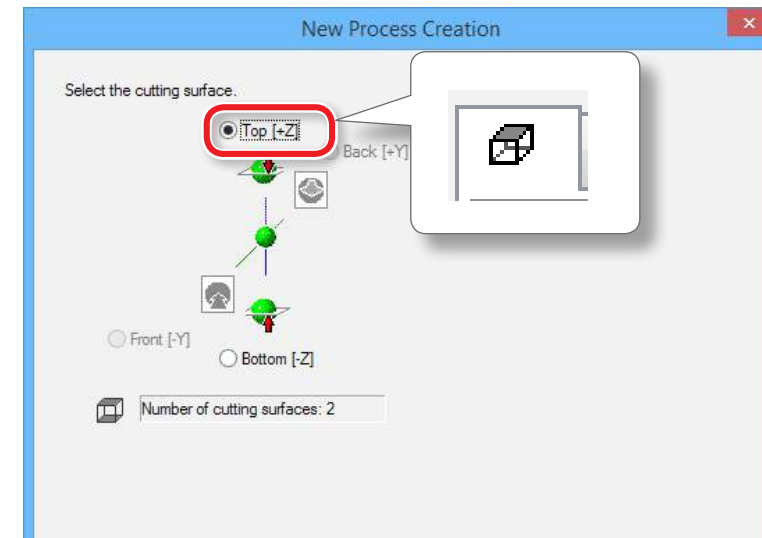 New Process Creation
Select the cutting surface.
Top [+Z]
Back [+Y]
Front [-Y]
Bottom [-Z]
Number of cutting surfaces: 2